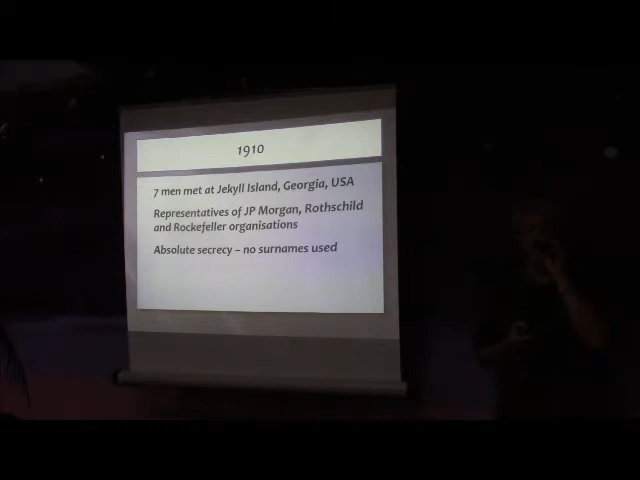 1910
7 men met at Jekyll Island, Georgia, USA
Representatives of JP Morgan, Rothschild
and Rockefeller organisations
Absolute secrecy – no surnames used